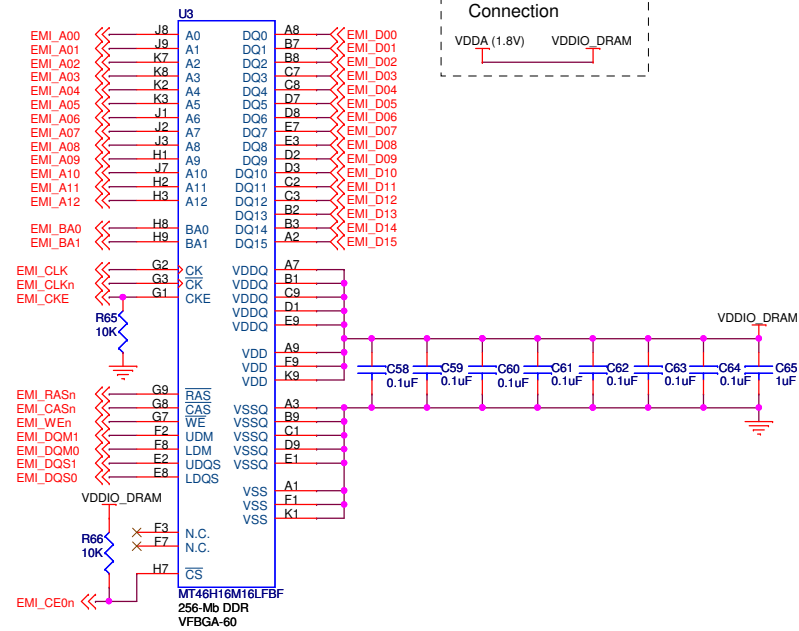 Connection
VDDA (1.8V) VDDIO_DRAM
U3
EMI_A00 J8 A0 DQ0 A8 EMI_D00
EMI_A01 J9 A1 DQ1 B7 EMI_D01
EMI_A02 K7 A2 DQ2 B8 EMI_D02
EMI_A03 K8 A3 DQ3 C7 EMI_D03
EMI_A04 K2 A4 DQ4 C8 EMI_D04
EMI_A05 K3 A5 DQ5 D7 EMI_D05
EMI_A06 J1 A6 DQ6 D8 EMI_D06
EMI_A07 J2 A7 DQ7 E7 EMI_D07
EMI_A08 J3 A8 DQ8 E3 EMI_D08
EMI_A09 H1 A9 DQ9 D2 EMI_D09
EMI_A10 J7 A10 DQ10 D3 EMI_D10
EMI_A11 H2 A11 DQ11 C2 EMI_D11
EMI_A12 H3 A12 DQ12 C3 EMI_D12
DQ13 B2 EMI_D13
EMI_BA0 H8 BA0 DQ14 B3 EMI_D14
EMI_BA1 H9 BA1 DQ15 A2 EMI_D15
EMI_CLK G2 CK VDDQ A7
EMI_CLKn G3 CK VDDQ B1
EMI_CKE G1 CKE VDDQ C9
VDDQ D1
R65 VDDQ E9
10K
VDDIO_DRAM
VDD A9
VDD F9
VDD K9
C58 0.1uF
C59 0.1uF
C60 0.1uF
C61 0.1uF
C62 0.1uF
C63 0.1uF
C64 0.1uF
C65 1uF
EMI_RASn G9 RAS
EMI_CASn G8 CAS VSSQ A3
EMI_WEn G7 WE VSSQ B9
EMI_DQM1 F2 UDM VSSQ C1
EMI_DQM0 F8 LDM VSSQ D9
EMI_DQS1 E2 UDQS VSSQ E1
EMI_DQS0 E8 LDQS
VSS A1
VDDIO_DRAM VSS F1
VSS K1
F3 N.C.
R66 F7 N.C.
10K
H7 CS
EMI_CE0n
MT46H16M16LFBF
256-Mb DDR
VFBGA-60